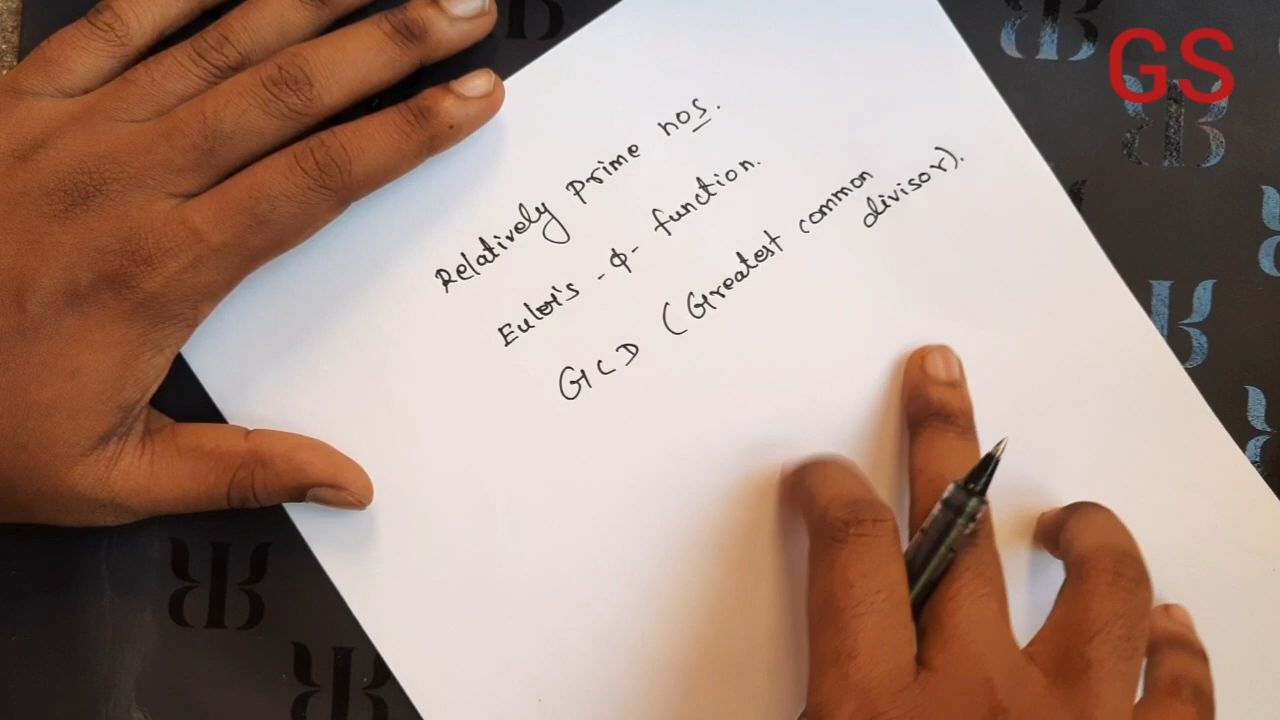 GS
Relatively prime nos.
Euler's -ϕ- function.
GCD (Greatest common
divisor).